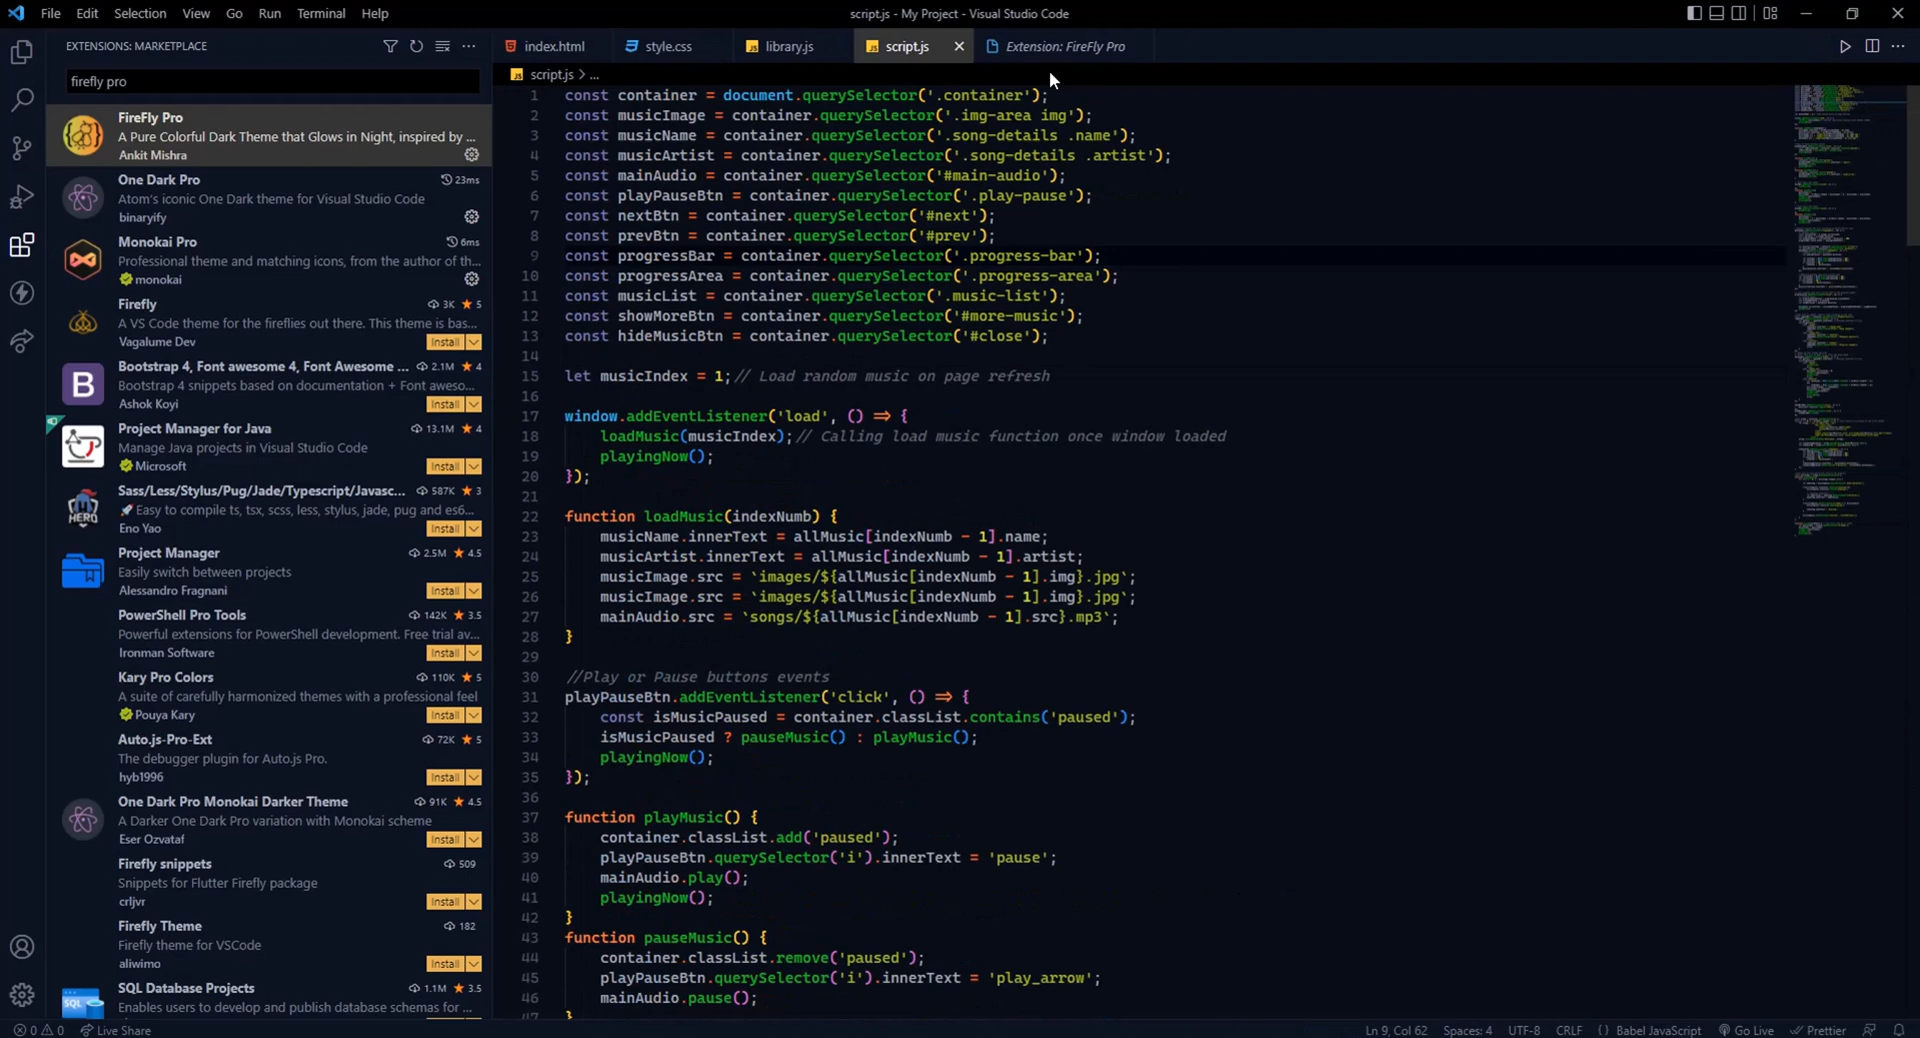 File Edit Selection View Go Run Terminal Help
script.js - My Project - Visual Studio Code
EXTENSIONS: MARKETPLACE
firefly pro
FireFly Pro
A Pure Colorful Dark Theme that Glows in Night, inspired by ...
Ankit Mishra
One Dark Pro 23ms
Atom's iconic One Dark theme for Visual Studio Code
binaryify
Monokai Pro 6ms
Professional theme and matching icons, from the author of th...
monokai
Firefly 3K 5
A VS Code theme for the fireflies out there. This theme is bas...
Vagalume Dev Install
Bootstrap 4, Font awesome 4, Font Awesome ... 2.1M 4
Bootstrap 4 snippets based on documentation + Font aweso...
Ashok Koyi Install
Project Manager for Java 13.1M 4
Manage Java projects in Visual Studio Code
Microsoft Install
Sass/Less/Stylus/Pug/Jade/Typescript/Javasc... 587K 3
Easy to compile ts, tsx, scss, less, stylus, jade, pug and es6...
HERO
Eno Yao Install
Project Manager 2.5M 4.5
Easily switch between projects
Alessandro Fragnani Install
PowerShell Pro Tools 142K 3.5
Powerful extensions for PowerShell development. Free trial av...
Ironman Software Install
Kary Pro Colors 110K 5
A suite of carefully harmonized themes with a professional feel
Pouya Kary Install
Auto.js-Pro-Ext 72K 5
The debugger plugin for Auto.js Pro.
hyb1996 Install
One Dark Pro Monokai Darker Theme 91K 4.5
A Darker One Dark Pro variation with Monokai scheme
Eser Ozvataf Install
Firefly snippets 509
Snippets for Flutter Firefly package
crljvr Install
Firefly Theme 182
Firefly theme for VSCode
aliwimo Install
SQL Database Projects 1.1M 3.5
SQL
Enables users to develop and publish database schemas for ...
index.html style.css library.js script.js Extension: FireFly Pro
script.js > ...
1 const container = document.querySelector('.container');
2 const musicImage = container.querySelector('.img-area img');
3 const musicName = container.querySelector('.song-details .name');
4 const musicArtist = container.querySelector('.song-details .artist');
5 const mainAudio = container.querySelector('#main-audio');
6 const playPauseBtn = container.querySelector('.play-pause');
7 const nextBtn = container.querySelector('#next');
8 const prevBtn = container.querySelector('#prev');
9 const progressBar = container.querySelector('.progress-bar');
10 const progressArea = container.querySelector('.progress-area');
11 const musicList = container.querySelector('.music-list');
12 const showMoreBtn = container.querySelector('#more-music');
13 const hideMusicBtn = container.querySelector('#close');
14
15 let musicIndex = 1;// Load random music on page refresh
16
17 window.addEventListener('load', () => {
18 loadMusic(musicIndex);// Calling load music function once window loaded
19 playingNow();
20 });
21
22 function loadMusic(indexNumb) {
23 musicName.innerText = allMusic[indexNumb - 1].name;
24 musicArtist.innerText = allMusic[indexNumb - 1].artist;
25 musicImage.src = `images/${allMusic[indexNumb - 1].img}.jpg`;
26 musicImage.src = `images/${allMusic[indexNumb - 1].img}.jpg`;
27 mainAudio.src = `songs/${allMusic[indexNumb - 1].src}.mp3`;
28 }
29
30 //Play or Pause buttons events
31 playPauseBtn.addEventListener('click', () => {
32 const isMusicPaused = container.classList.contains('paused');
33 isMusicPaused ? pauseMusic() : playMusic();
34 playingNow();
35 });
36
37 function playMusic() {
38 container.classList.add('paused');
39 playPauseBtn.querySelector('i').innerText = 'pause';
40 mainAudio.play();
41 playingNow();
42 }
43 function pauseMusic() {
44 container.classList.remove('paused');
45 playPauseBtn.querySelector('i').innerText = 'play_arrow';
46 mainAudio.pause();
47 }
0 0 Live Share
Ln 9, Col 62 Spaces: 4 UTF-8 CRLF { } Babel JavaScript Go Live Prettier